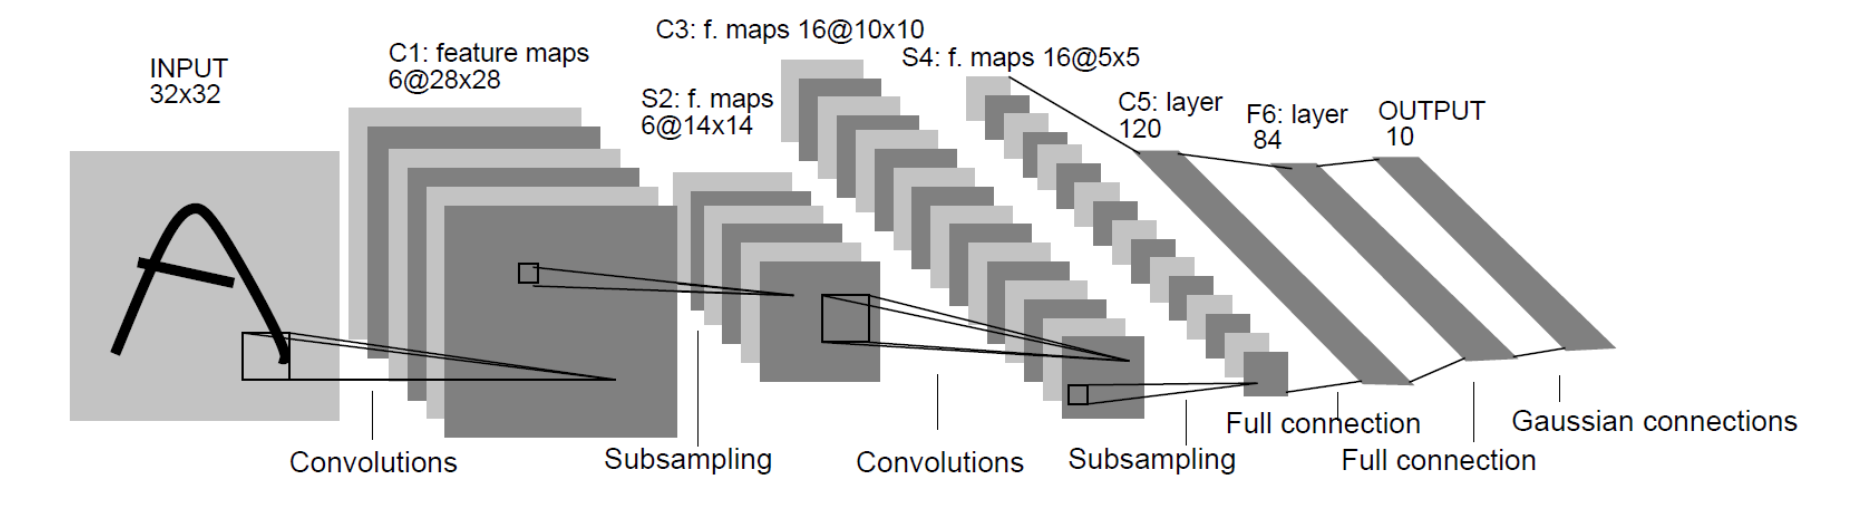 INPUT
32x32
C1: feature maps
6@28x28
S2: f. maps
6@14x14
C3: f. maps 16@10x10
S4: f. maps 16@5x5
C5: layer
120
F6: layer
84
OUTPUT
10
Convolutions
Subsampling
Convolutions
Subsampling
Full connection
Full connection
Gaussian connections